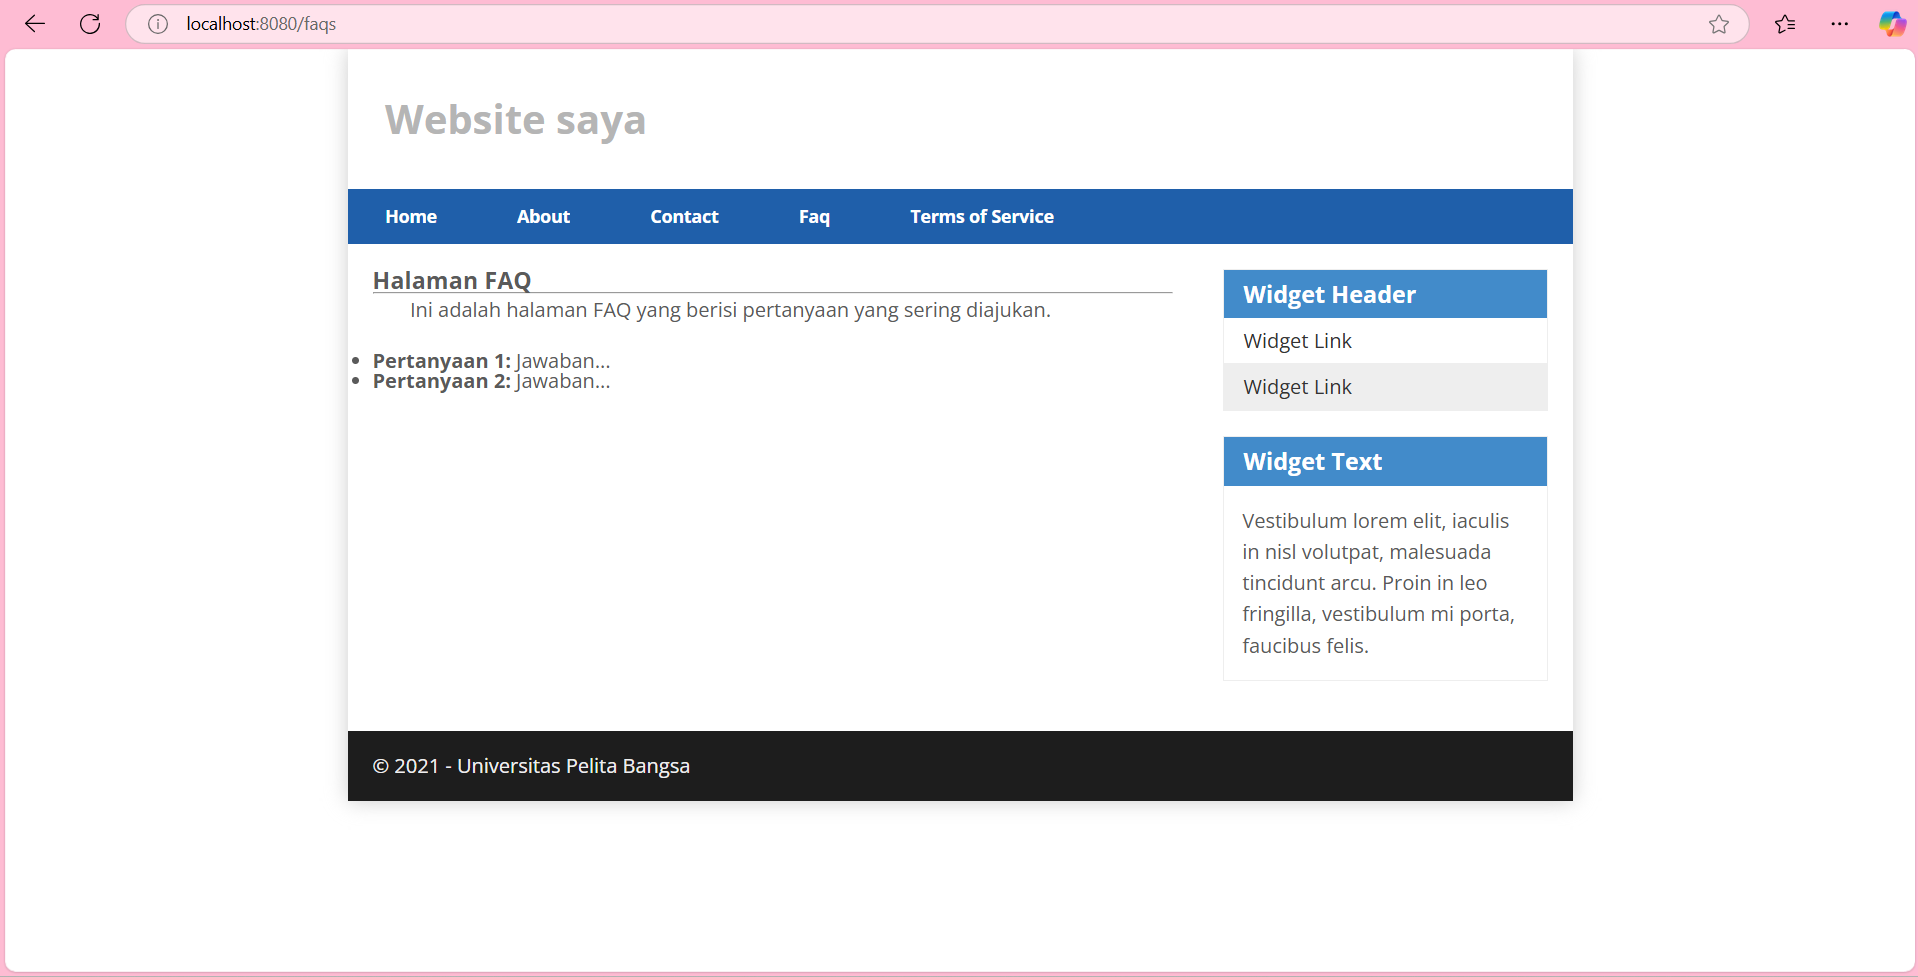 localhost:8080/faqs
Website saya
Home About Contact Faq Terms of Service
Halaman FAQ
Ini adalah halaman FAQ yang berisi pertanyaan yang sering diajukan.
• Pertanyaan 1: Jawaban...
• Pertanyaan 2: Jawaban...
Widget Header
Widget Link
Widget Link
Widget Text
Vestibulum lorem elit, iaculis
in nisl volutpat, malesuada
tincidunt arcu. Proin in leo
fringilla, vestibulum mi porta,
faucibus felis.
© 2021 - Universitas Pelita Bangsa